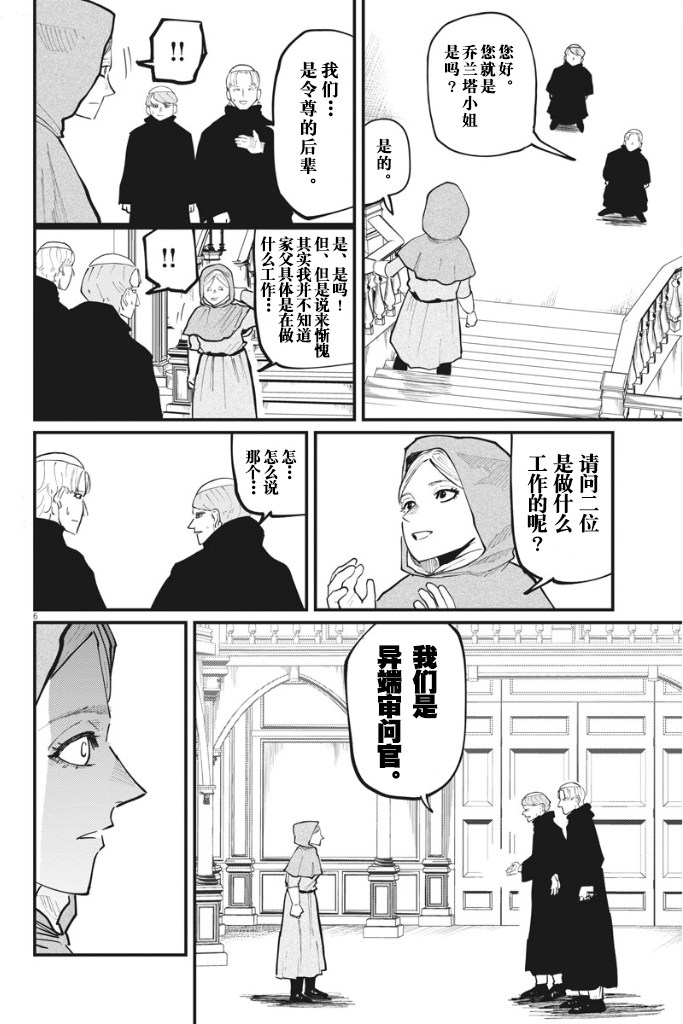 您好。
您就是
乔兰塔小姐
是吗？
是的。
我们…
是令尊的后辈。
!!
是、是吗！
但、但是说来惭愧
其实我并不知道
家父具体是在做
什么工作…
!!
请问二位
是做什么
工作的呢？
怎…
怎么说
那个…
6
我们是
异端审问官。